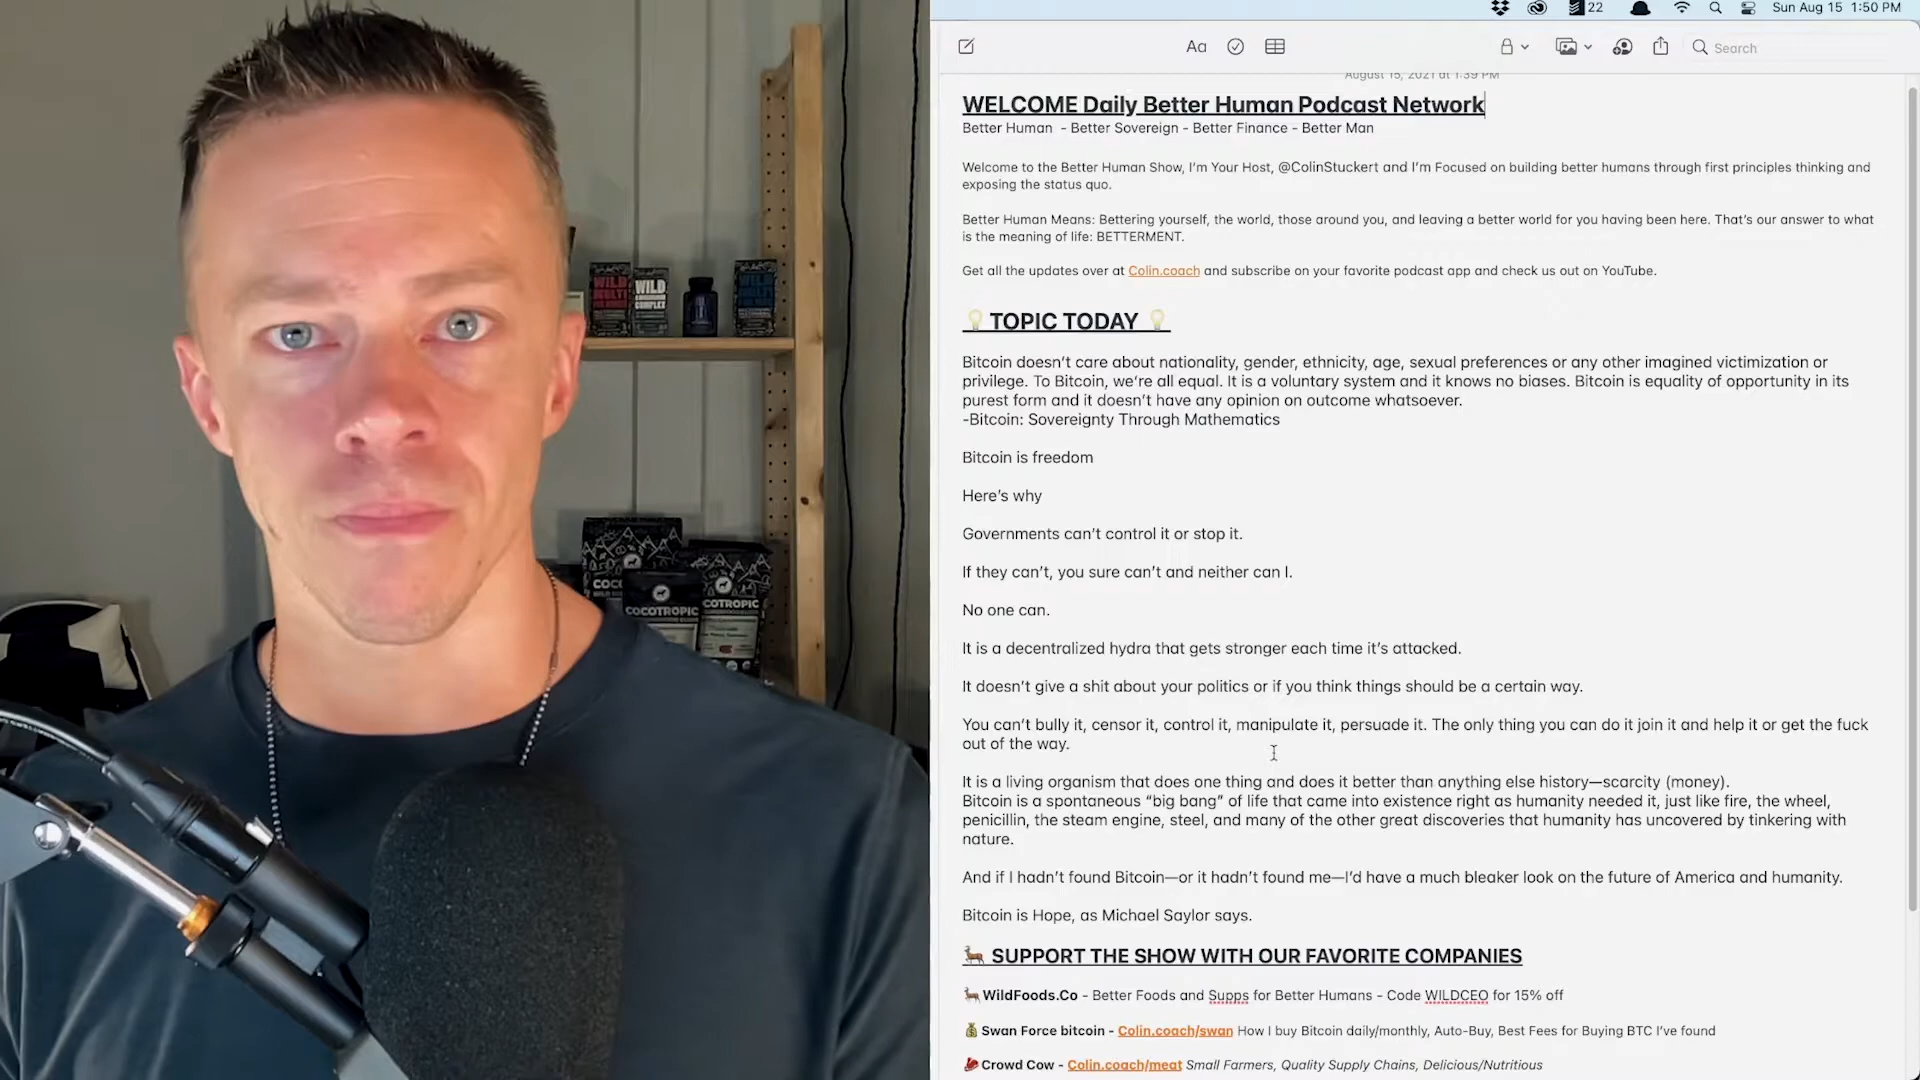 22 Sun Aug 15 1:50 PM
Aa Search
August 15, 2021 at 1:39 PM
WELCOME Daily Better Human Podcast Network
Better Human - Better Sovereign - Better Finance - Better Man
Welcome to the Better Human Show, I'm Your Host, @ColinStuckert and I'm Focused on building better humans through first principles thinking and
exposing the status quo.
Better Human Means: Bettering yourself, the world, those around you, and leaving a better world for you having been here. That's our answer to what
is the meaning of life: BETTERMENT.
Get all the updates over at Colin.coach and subscribe on your favorite podcast app and check us out on YouTube.
💡 TOPIC TODAY 💡
Bitcoin doesn't care about nationality, gender, ethnicity, age, sexual preferences or any other imagined victimization or
privilege. To Bitcoin, we're all equal. It is a voluntary system and it knows no biases. Bitcoin is equality of opportunity in its
purest form and it doesn't have any opinion on outcome whatsoever.
-Bitcoin: Sovereignty Through Mathematics
Bitcoin is freedom
Here's why
Governments can't control it or stop it.
If they can't, you sure can't and neither can I.
No one can.
It is a decentralized hydra that gets stronger each time it's attacked.
It doesn't give a shit about your politics or if you think things should be a certain way.
You can't bully it, censor it, control it, manipulate it, persuade it. The only thing you can do it join it and help it or get the fuck
out of the way.
It is a living organism that does one thing and does it better than anything else history—scarcity (money).
Bitcoin is a spontaneous “big bang” of life that came into existence right as humanity needed it, just like fire, the wheel,
penicillin, the steam engine, steel, and many of the other great discoveries that humanity has uncovered by tinkering with
nature.
And if I hadn't found Bitcoin—or it hadn't found me—I'd have a much bleaker look on the future of America and humanity.
Bitcoin is Hope, as Michael Saylor says.
🦌 SUPPORT THE SHOW WITH OUR FAVORITE COMPANIES
🦌 WildFoods.Co - Better Foods and Supps for Better Humans - Code WILDCEO for 15% off
💰 Swan Force bitcoin - Colin.coach/swan How I buy Bitcoin daily/monthly, Auto-Buy, Best Fees for Buying BTC I've found
🥩 Crowd Cow - Colin.coach/meat Small Farmers, Quality Supply Chains, Delicious/Nutritious
WILD
WILD
WILD
COCOTROPIC